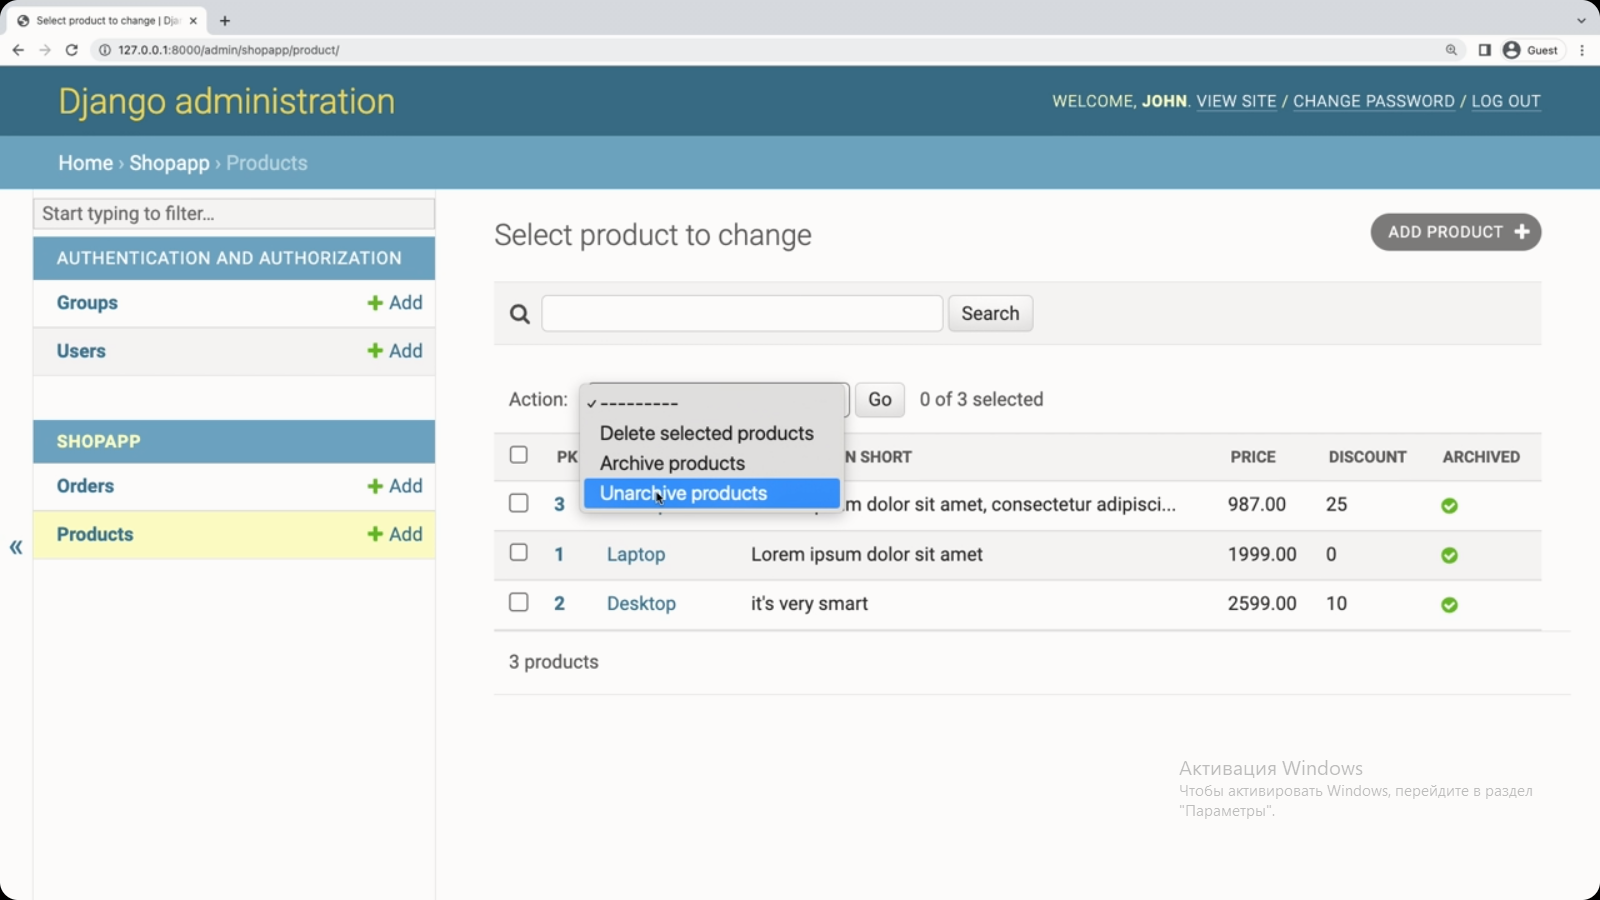 Select product to change | Dja
127.0.0.1:8000/admin/shopapp/product/
Guest
Django administration
WELCOME, JOHN. VIEW SITE / CHANGE PASSWORD / LOG OUT
Home › Shopapp › Products
Start typing to filter...
AUTHENTICATION AND AUTHORIZATION
Groups + Add
Users + Add
SHOPAPP
Orders + Add
Products + Add
«
Select product to change
ADD PRODUCT +
Search
Action:
✓ ---------
Delete selected products
Archive products
Unarchive products
Go
0 of 3 selected
PK N SHORT PRICE DISCOUNT ARCHIVED
3 m dolor sit amet, consectetur adipisci... 987.00 25
1 Laptop Lorem ipsum dolor sit amet 1999.00 0
2 Desktop it's very smart 2599.00 10
3 products
Активация Windows
Чтобы активировать Windows, перейдите в раздел
"Параметры".